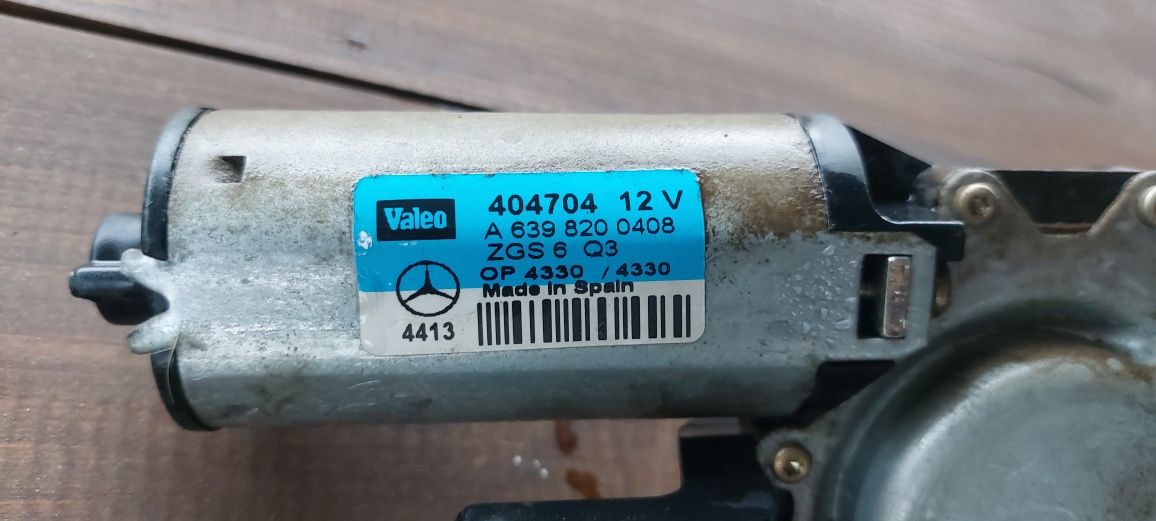 Valeo
404704 12 V
A 639 820 0408
ZGS 6 Q3
OP 4330 / 4330
Made in Spain
4413